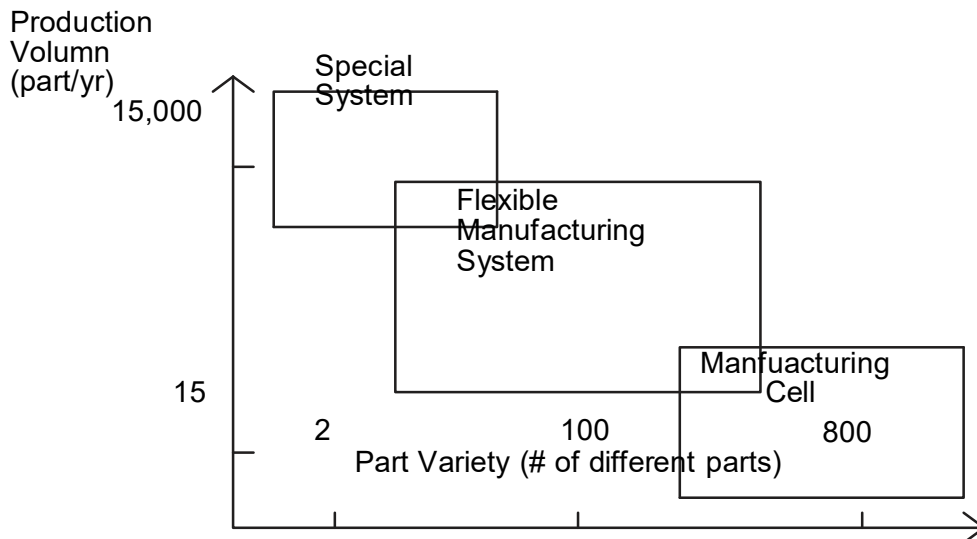 Production
Volumn
(part/yr)
15,000
Special
System
Flexible
Manufacturing
System
Manfuacturing
Cell
15
2
100
800
Part Variety (# of different parts)